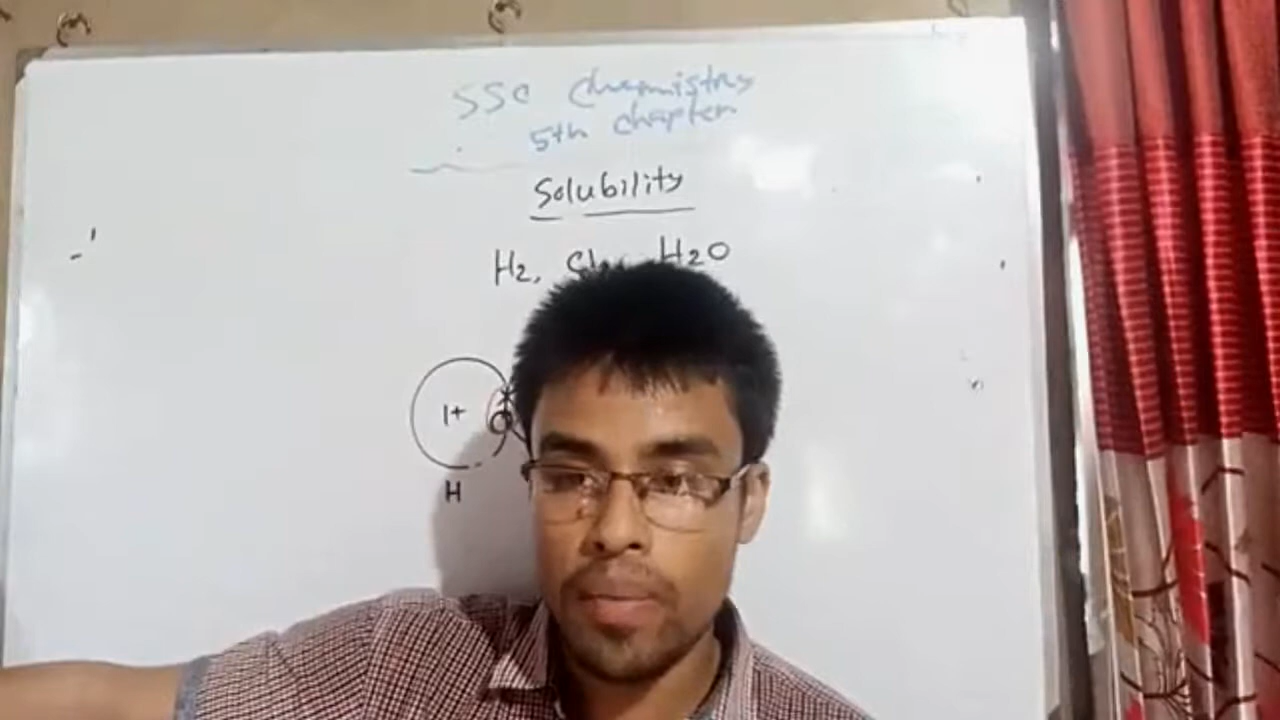 SSC Chemistry
5th chapter
Solubility
H2, H2O
1+
H